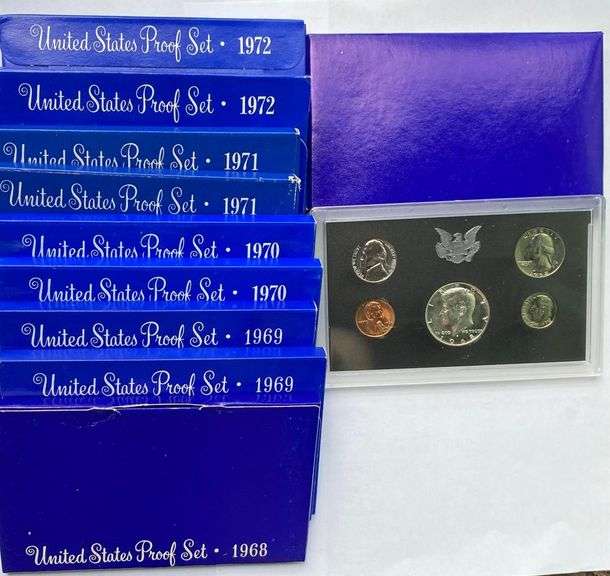 United States Proof Set · 1972
United States Proof Set · 1972
United States Proof Set · 1971
United States Proof Set · 1971
United States Proof Set · 1970
United States Proof Set · 1970
United States Proof Set · 1969
United States Proof Set · 1969
United States Proof Set · 1968